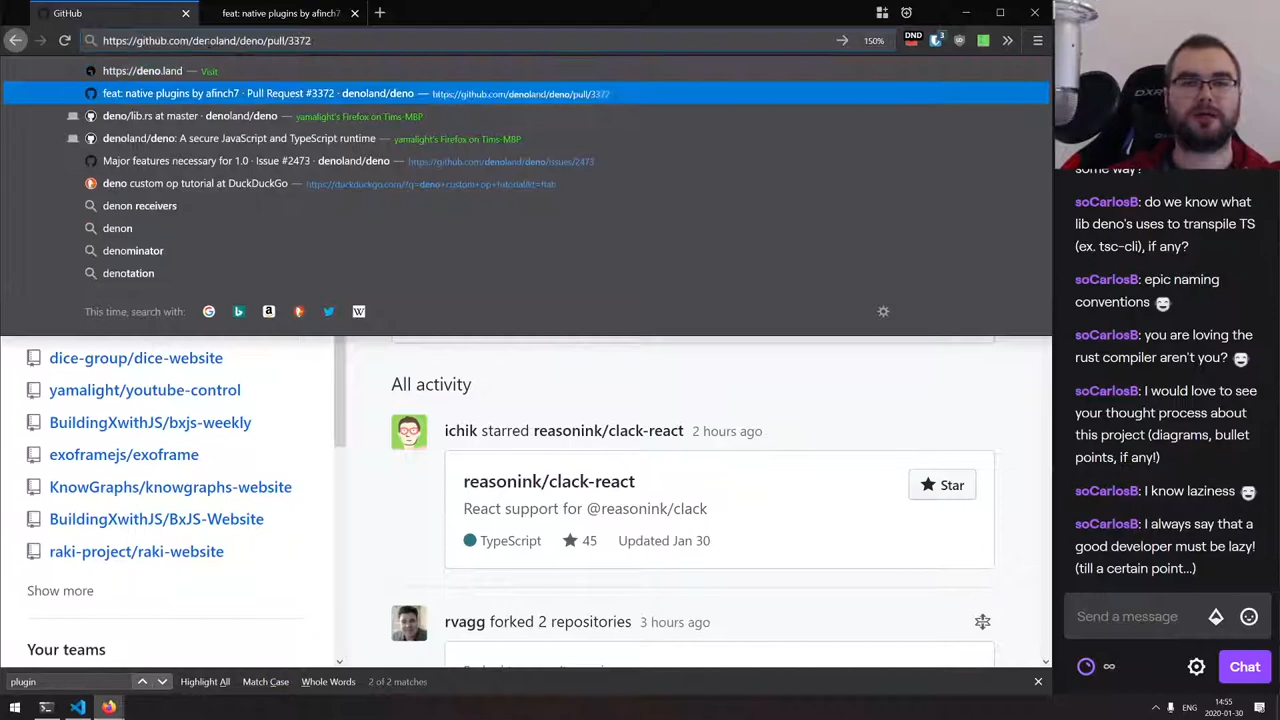 GitHub
feat: native plugins by afinch7
https://github.com/denoland/deno/pull/3372
150%
DND
3
https://deno.land — Visit
feat: native plugins by afinch7 · Pull Request #3372 · denoland/deno — https://github.com/denoland/deno/pull/3372
deno/lib.rs at master · denoland/deno — yamalight's Firefox on Tims-MBP
denoland/deno: A secure JavaScript and TypeScript runtime — yamalight's Firefox on Tims-MBP
Major features necessary for 1.0 · Issue #2473 · denoland/deno — https://github.com/denoland/deno/issues/2473
deno custom op tutorial at DuckDuckGo — https://duckduckgo.com/?q=deno+custom+op+tutorial&t=ffab
denon receivers
denon
denominator
denotation
This time, search with:
dice-group/dice-website
yamalight/youtube-control
BuildingXwithJS/bxjs-weekly
exoframejs/exoframe
KnowGraphs/knowgraphs-website
BuildingXwithJS/BxJS-Website
raki-project/raki-website
Show more
Your teams
All activity
ichik starred reasonink/clack-react 2 hours ago
reasonink/clack-react
Star
React support for @reasonink/clack
TypeScript 45 Updated Jan 30
rvagg forked 2 repositories 3 hours ago
plugin
Highlight All Match Case Whole Words 2 of 2 matches
some way?
soCarlosB: do we know what
lib deno's uses to transpile TS
(ex. tsc-cli), if any?
soCarlosB: epic naming
conventions
soCarlosB: you are loving the
rust compiler aren't you?
soCarlosB: I would love to see
your thought process about
this project (diagrams, bullet
points, if any!)
soCarlosB: I know laziness
soCarlosB: I always say that a
good developer must be lazy!
(till a certain point...)
Send a message
∞
Chat
ENG
14:55
2020-01-30